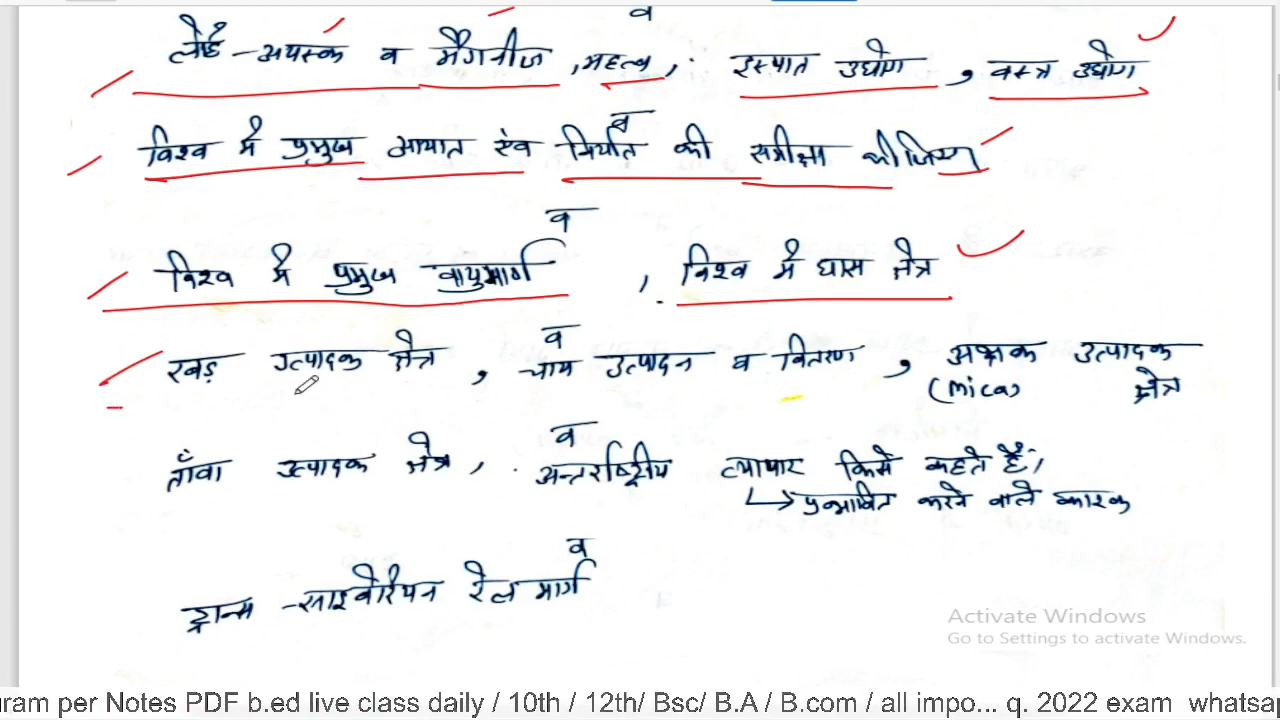 व
लोह-अयस्क व मैंगनीज, महत्व, इस्पात उद्योग, वस्त्र उद्योग
व
विश्व में प्रमुख आयात एंव निर्यात की समीक्षा कीजिए
व
विश्व में प्रमुख वायुमार्ग, विश्व में घास क्षेत्र
व
रबड़ उत्पादक क्षेत्र, चाय उत्पादन व वितरण, अभ्रक उत्पादक
(mica) क्षेत्र
व
ताँबा उत्पादक क्षेत्र, अन्तर्राष्ट्रीय व्यापार किसे कहते हैं,
↳ प्रभावित करने वाले कारक
व
ट्रान्स-साइबेरियन रेल मार्ग
Activate Windows
Go to Settings to activate Windows.
ram per Notes PDF b.ed live class daily / 10th / 12th/ Bsc/ B.A / B.com / all impo... q. 2022 exam whatsa